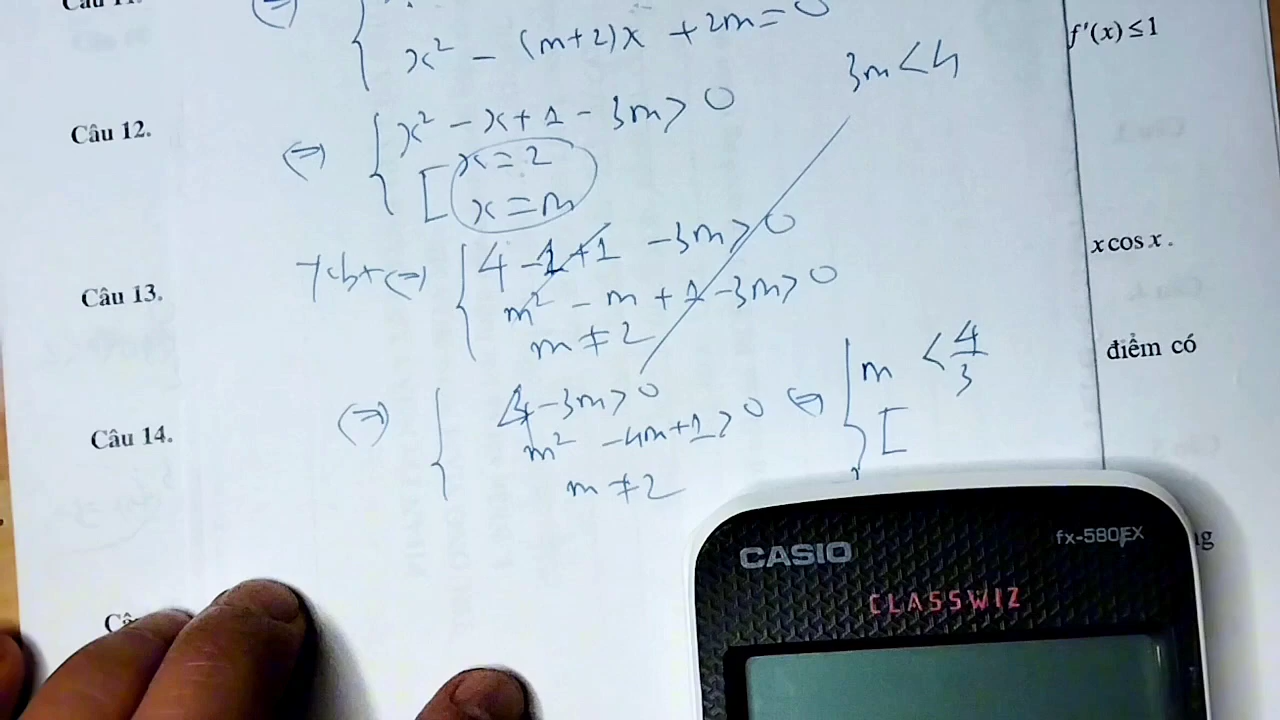 (=)
x² - (m+2)x + 2m = 0
f'(x) ≤ 1
3m < 4
Câu 12.
(=) { x² - x + 1 - 3m > 0
[ x = 2
x = m
Câu 13.
(=) { 4 - 2 + 1 - 3m > 0
m² - m + 1 - 3m > 0
m ≠ 2
x cos x .
điểm có
Câu 14.
(=) { 4 - 3m > 0
m² - 4m + 1 > 0
m ≠ 2
(=) { m < 4/3
[
CASIO
fx-580EX
CLASSWIZ